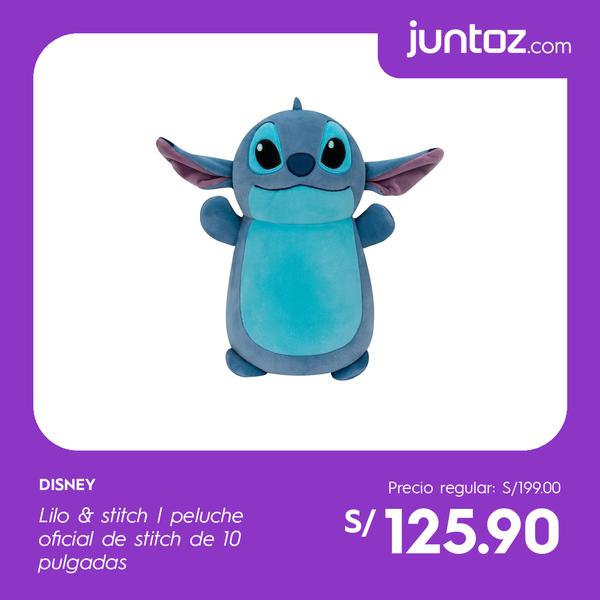 juntoz.com
DISNEY
Lilo & stitch | peluche
oficial de stitch de 10
pulgadas
Precio regular: S/199.00
S/ 125.90